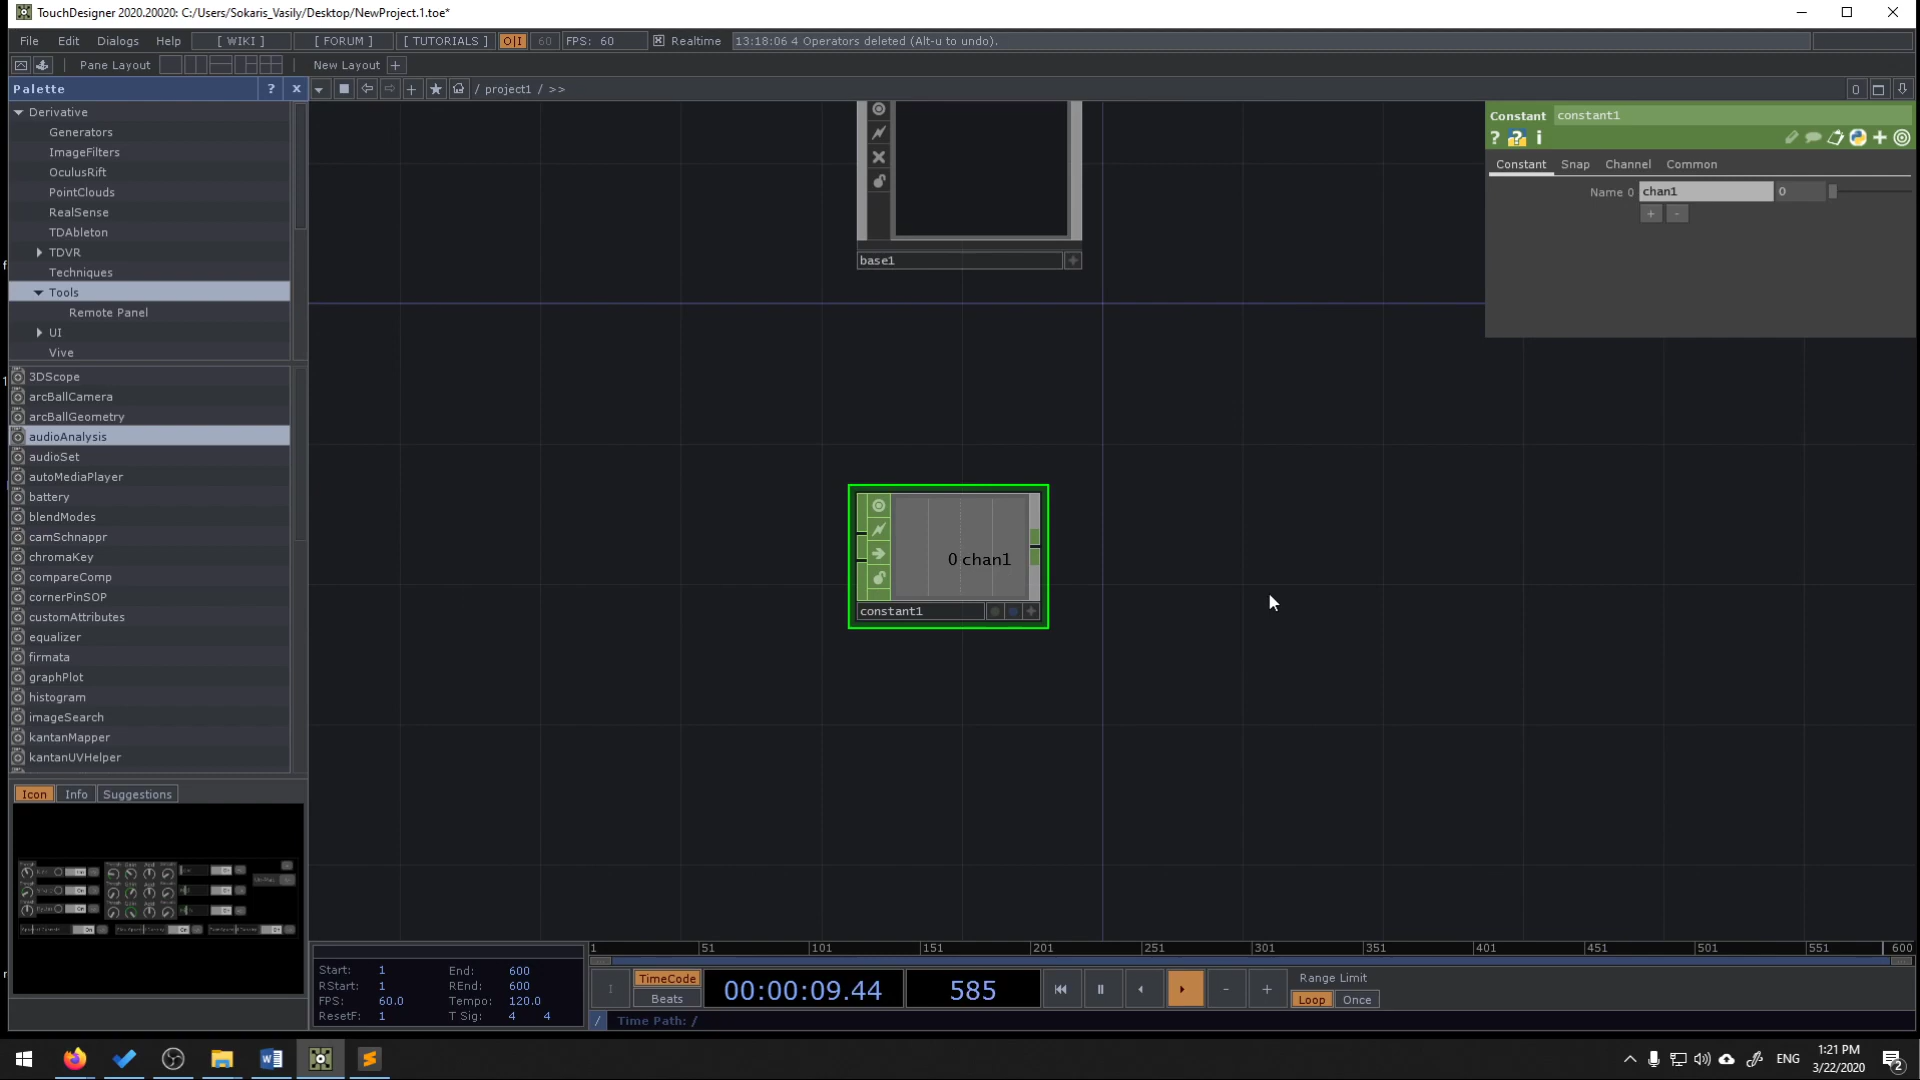 TouchDesigner 2020.20020: C:/Users/Sokaris_Vasily/Desktop/NewProject.1.toe*
File Edit Dialogs Help [ WIKI ] [ FORUM ] [ TUTORIALS ] O|I 60 FPS: 60 Realtime 13:18:06 4 Operators deleted (Alt-u to undo).
Pane Layout New Layout +
Palette ? x / project1 / >> 0
Derivative
Generators
ImageFilters
OculusRift
PointClouds
RealSense
TDAbleton
TDVR
Techniques
Tools
Remote Panel
UI
Vive
3DScope
arcBallCamera
arcBallGeometry
audioAnalysis
audioSet
autoMediaPlayer
battery
blendModes
camSchnappr
chromaKey
compareComp
cornerPinSOP
customAttributes
equalizer
firmata
graphPlot
histogram
imageSearch
kantanMapper
kantanUVHelper
Icon Info Suggestions
base1
0 chan1
constant1
Constant constant1
? ? i
Constant Snap Channel Common
Name 0 chan1 0
+ -
1 51 101 151 201 251 301 351 401 451 501 551 600
Start: 1 End: 600
RStart: 1 REnd: 600
FPS: 60.0 Tempo: 120.0
ResetF: 1 T Sig: 4 4
1 TimeCode Beats 00:00:09.44 585 - + Range Limit
Loop Once
/ Time Path: /
ENG 1:21 PM
3/22/2020
2